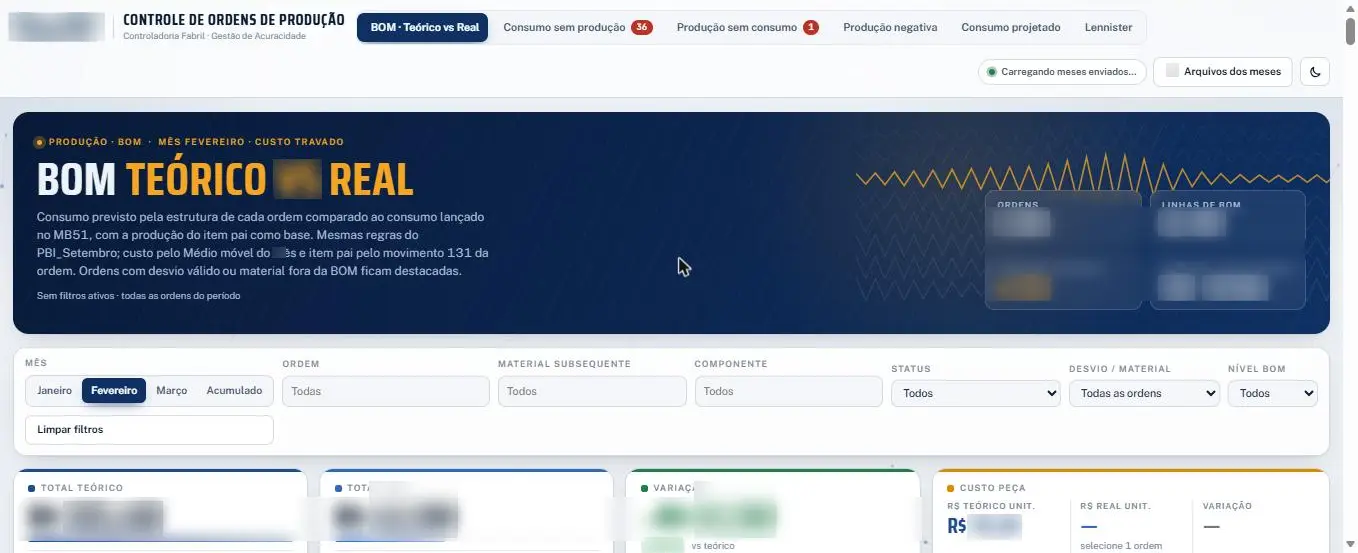 CONTROLE DE ORDENS DE PRODUÇÃO
Controladoria Fabril · Gestão de Acuracidade
BOM · Teórico vs Real
Consumo sem produção 36
Produção sem consumo 1
Produção negativa
Consumo projetado
Lennister
Carregando meses enviados...
Arquivos dos meses
PRODUÇÃO · BOM · MÊS FEVEREIRO · CUSTO TRAVADO
BOM TEÓRICO REAL
Consumo previsto pela estrutura de cada ordem comparado ao consumo lançado
no MB51, com a produção do item pai como base. Mesmas regras do
PBI_Setembro; custo pelo Médio móvel do e item pai pelo movimento 131 da
ordem. Ordens com desvio válido ou material fora da BOM ficam destacadas.
Sem filtros ativos · todas as ordens do período
ORDENS
LINHAS DE BOM
MÊS
Janeiro
Fevereiro
Março
Acumulado
ORDEM
Todas
MATERIAL SUBSEQUENTE
Todos
COMPONENTE
Todos
STATUS
Todos
DESVIO / MATERIAL
Todas as ordens
NÍVEL BOM
Todos
Limpar filtros
TOTAL TEÓRICO
vs teórico
CUSTO PEÇA
R$ TEÓRICO UNIT.
R$
R$ REAL UNIT.
—
selecione 1 ordem
VARIAÇÃO
—